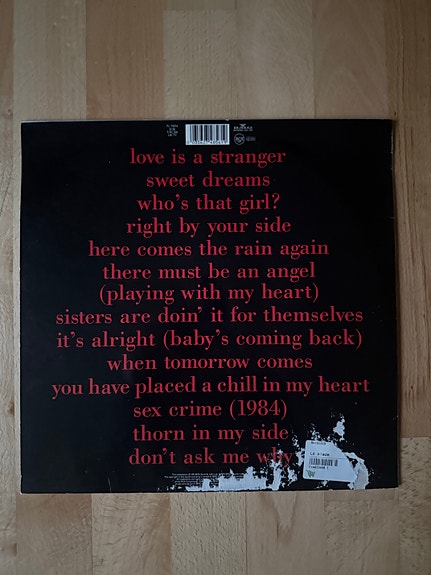 love is a stranger
sweet dreams
who's that girl?
right by your side
here comes the rain again
there must be an angel
(playing with my heart)
sisters are doin' it for themselves
it's alright (baby's coming back)
when tomorrow comes
you have placed a chill in my heart
sex crime (1984)
thorn in my side
don't ask me why